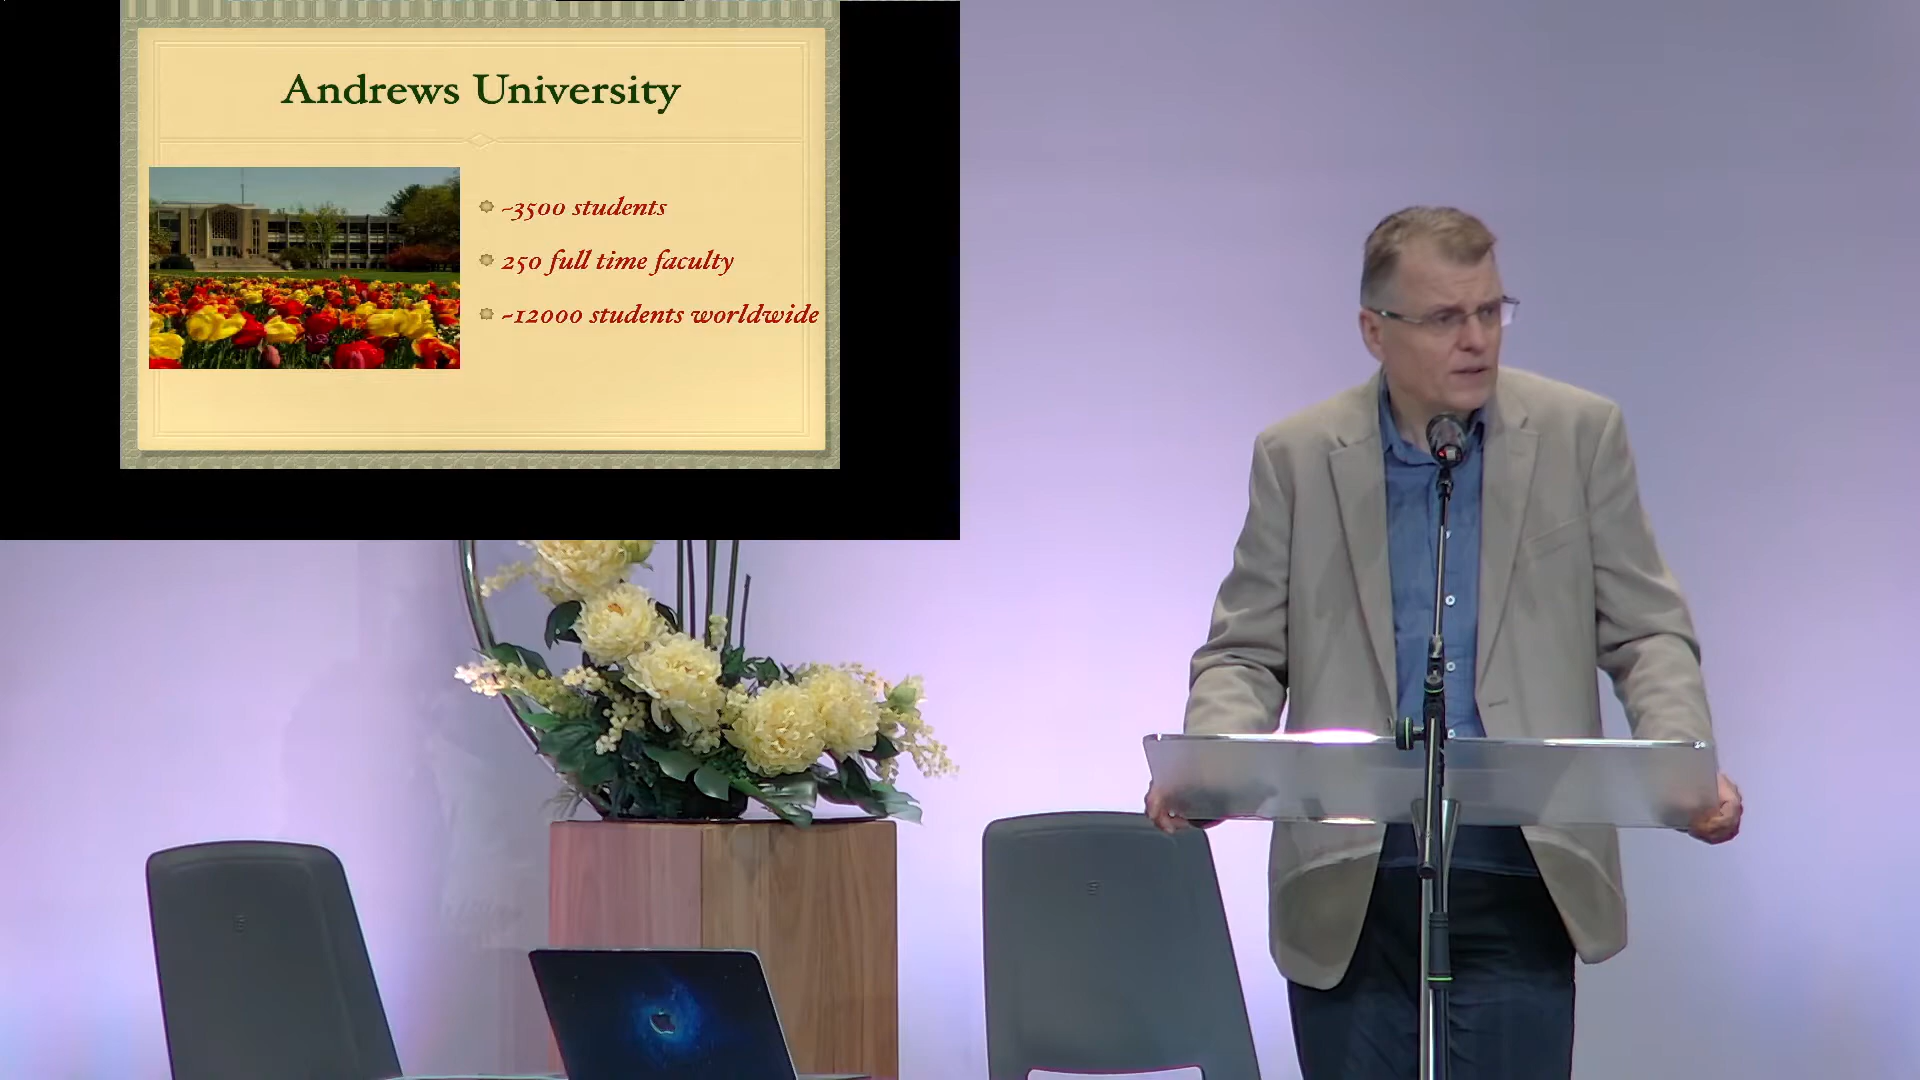 Andrews University
~3500 students
250 full time faculty
~12000 students worldwide